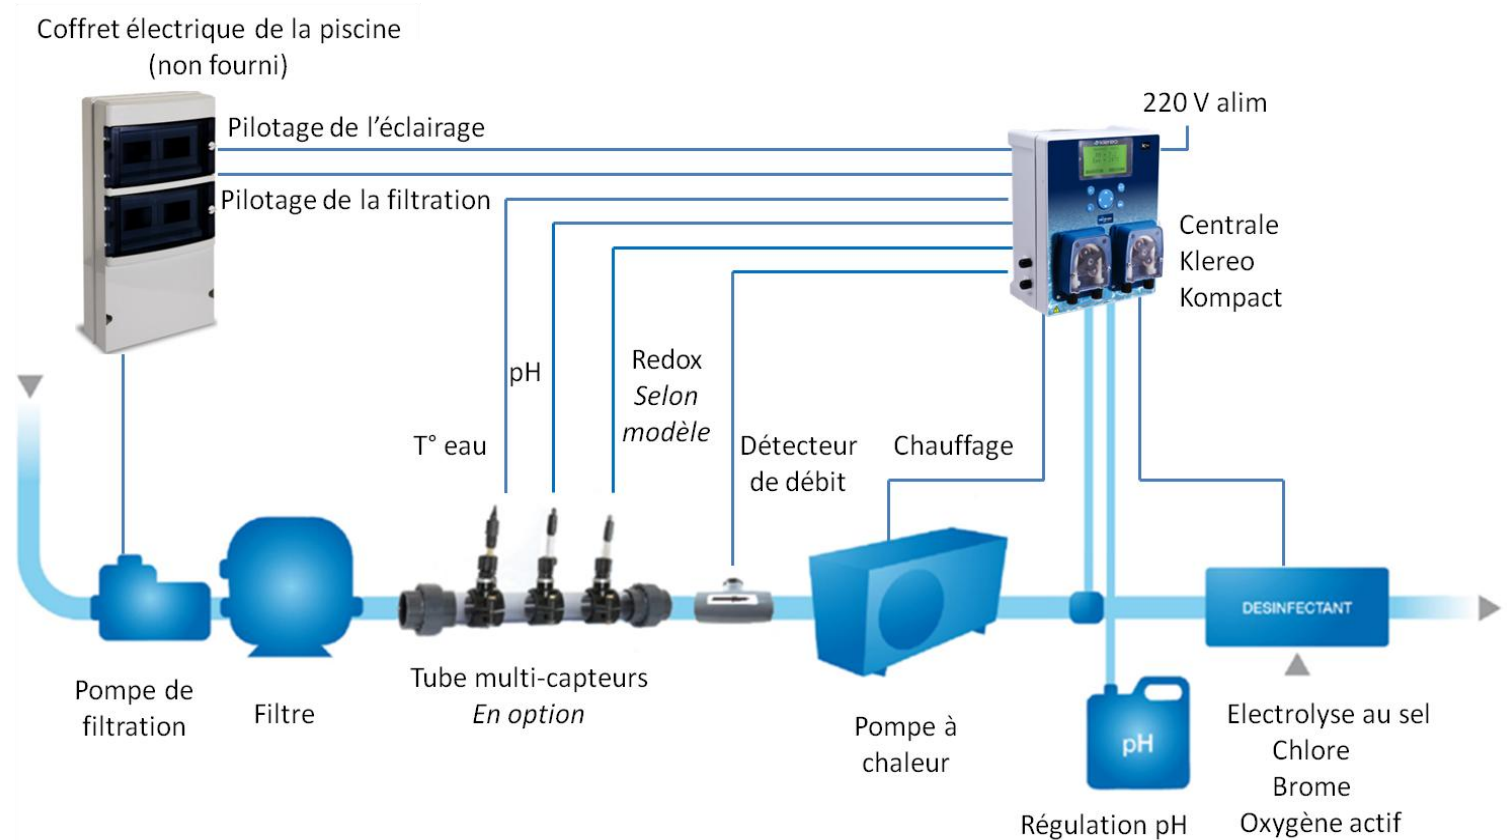 Coffret électrique de la piscine
(non fourni)
220 V alim
Pilotage de l’éclairage
Pilotage de la filtration
Centrale
Klereo
Kompact
pH
Redox
Selon
modèle
T° eau
Détecteur
de débit
Chauffage
DESINFECTANT
Pompe de
filtration
Filtre
Tube multi-capteurs
En option
Pompe à
chaleur
pH
Régulation pH
Electrolyse au sel
Chlore
Brome
Oxygène actif